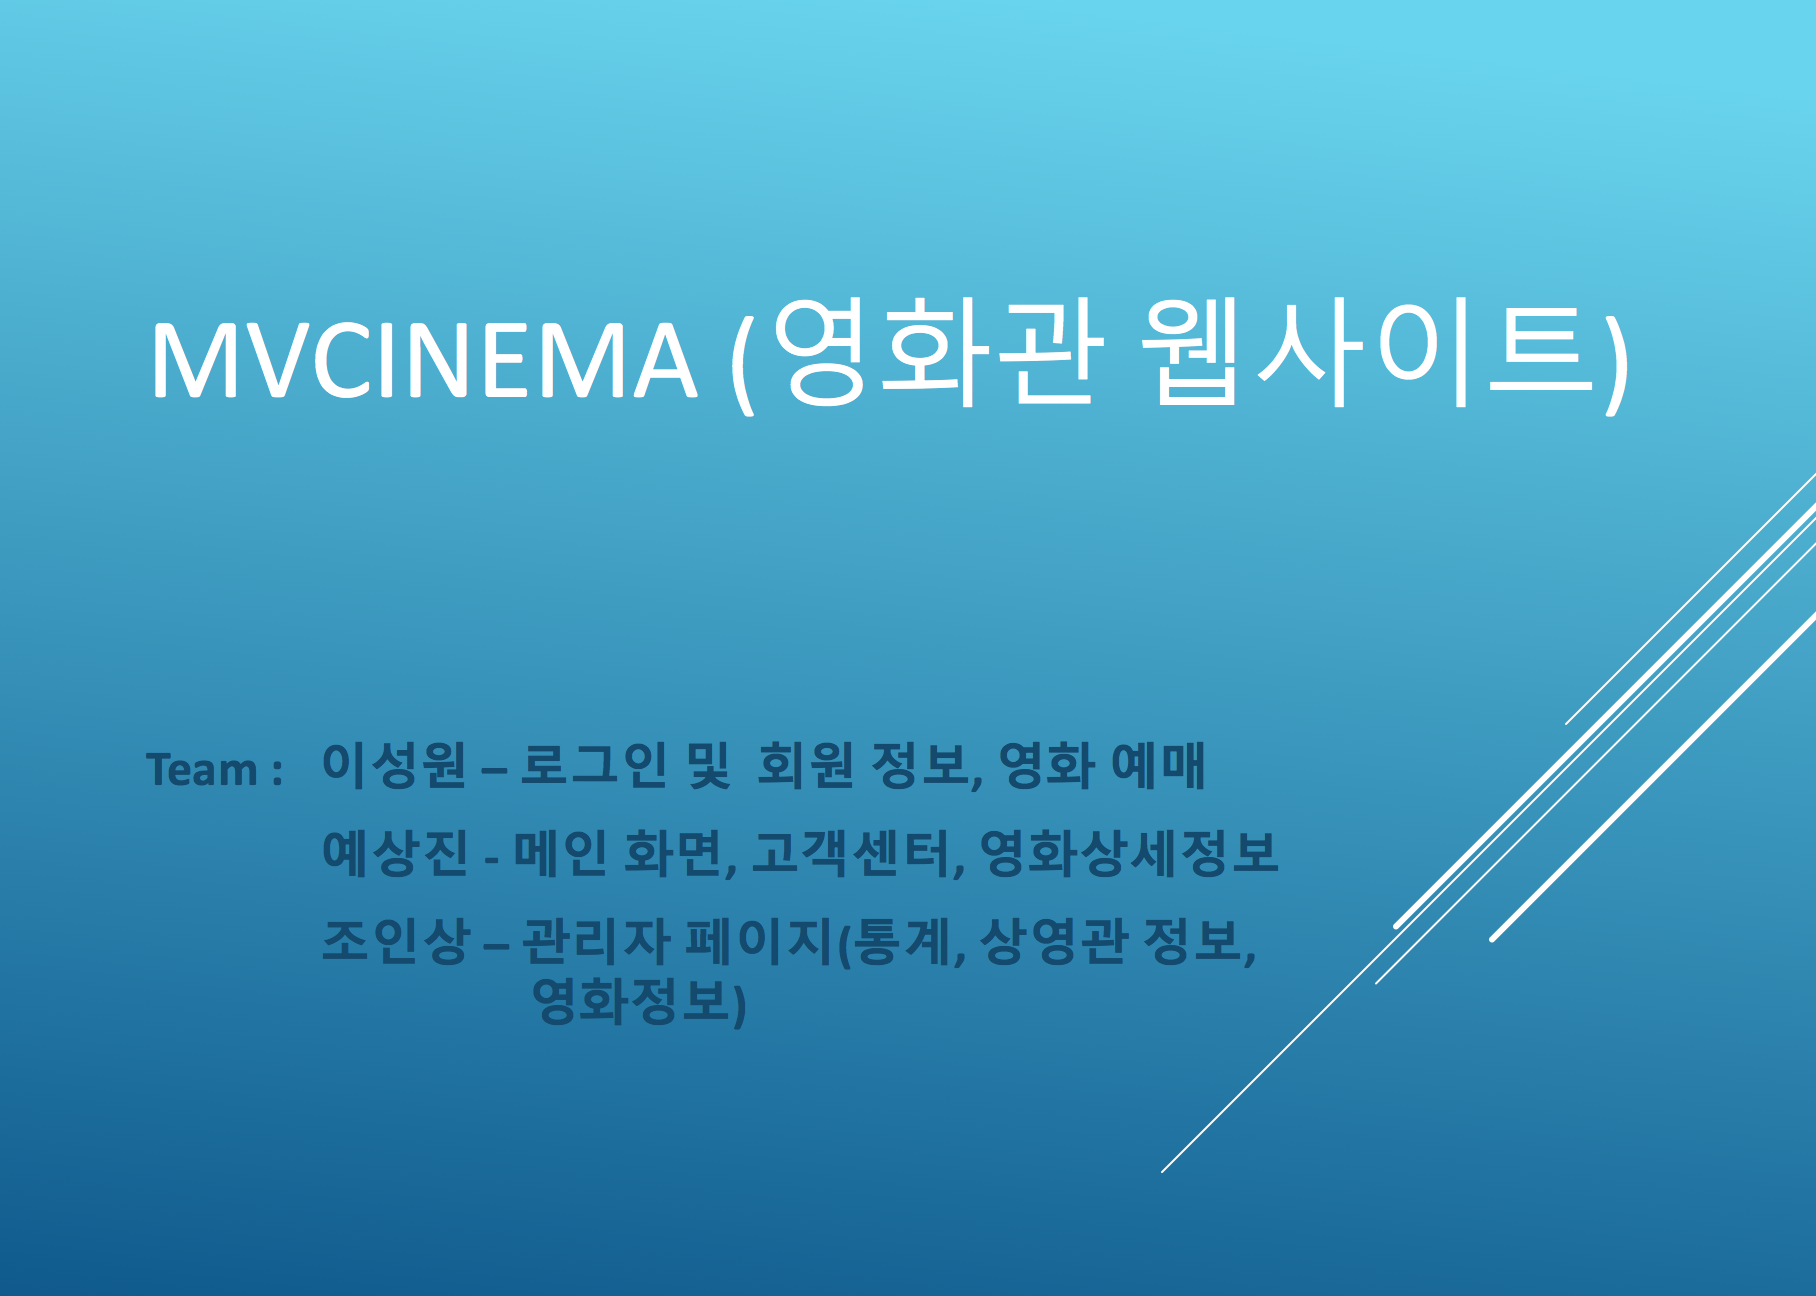 MVCINEMA (영화관 웹사이트)
Team : 이성원 – 로그인 및 회원 정보, 영화 예매
예상진 - 메인 화면, 고객센터, 영화상세정보
조인상 – 관리자 페이지(통계, 상영관 정보,
영화정보)